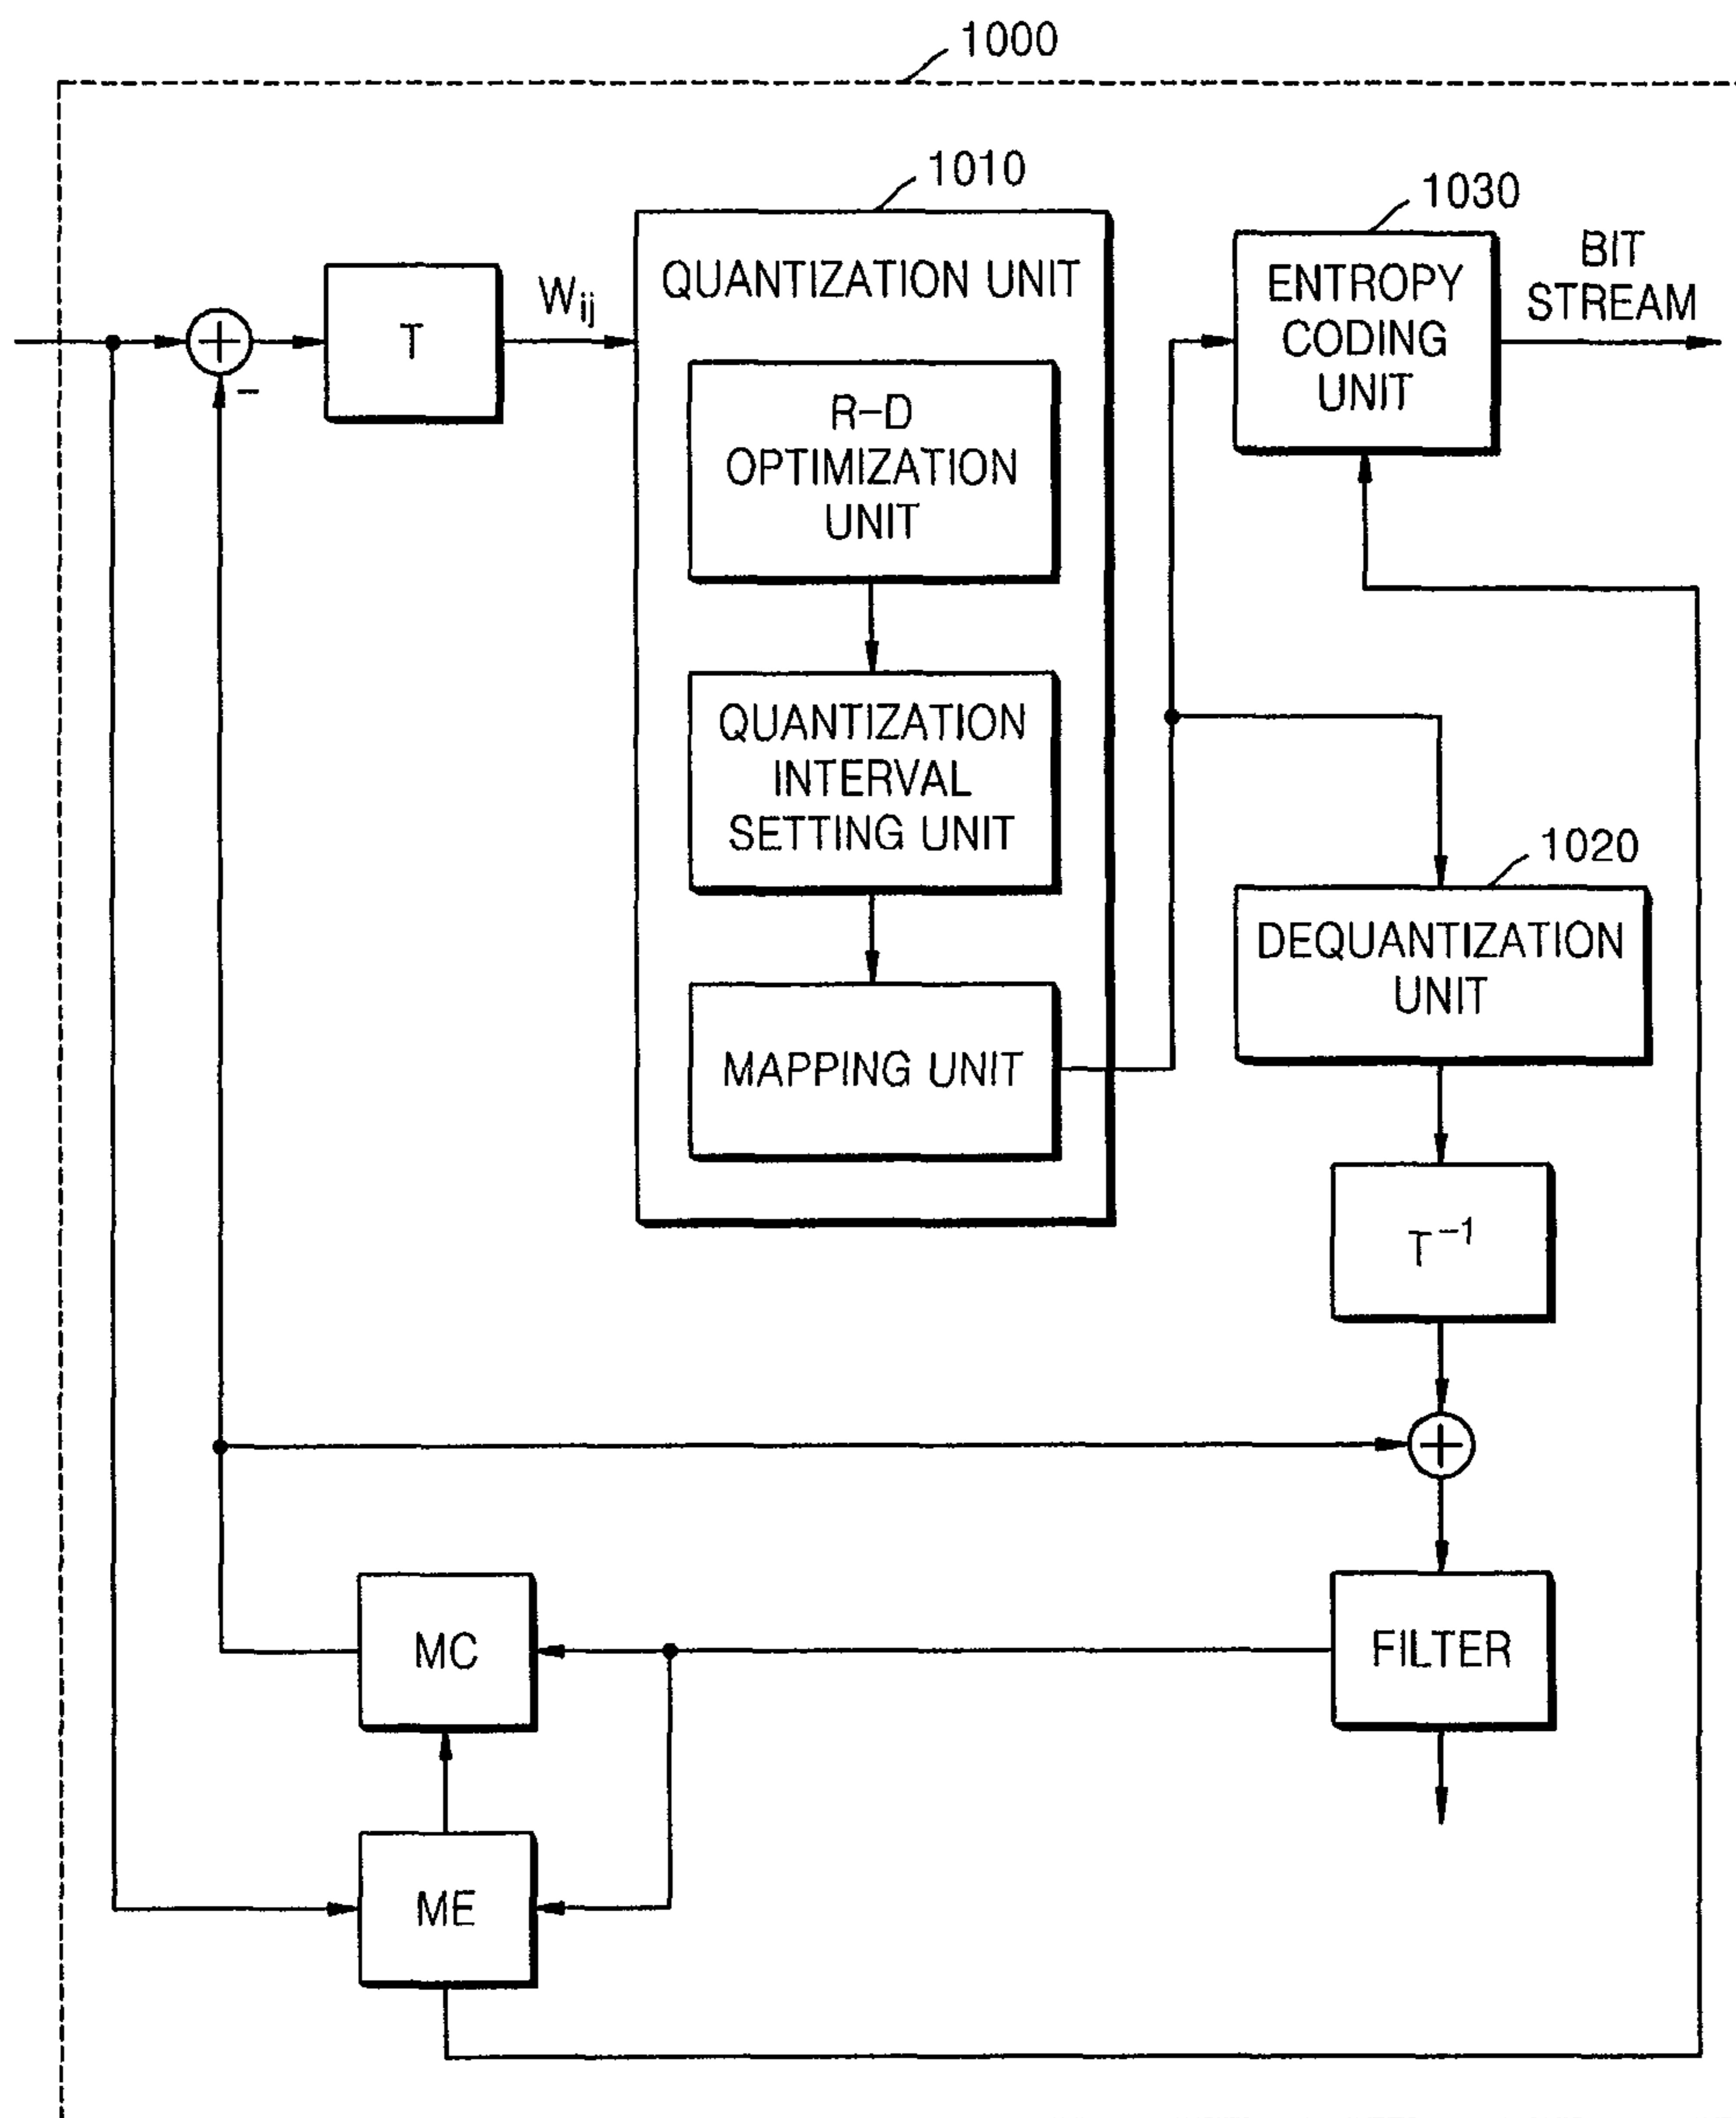 1000
1010
1030
QUANTIZATION UNIT
ENTROPY
CODING
UNIT
BIT
STREAM
T
Wij
-
R-D
OPTIMIZATION
UNIT
QUANTIZATION
INTERVAL
SETTING UNIT
1020
DEQUANTIZATION
UNIT
MAPPING UNIT
T⁻¹
MC
FILTER
ME